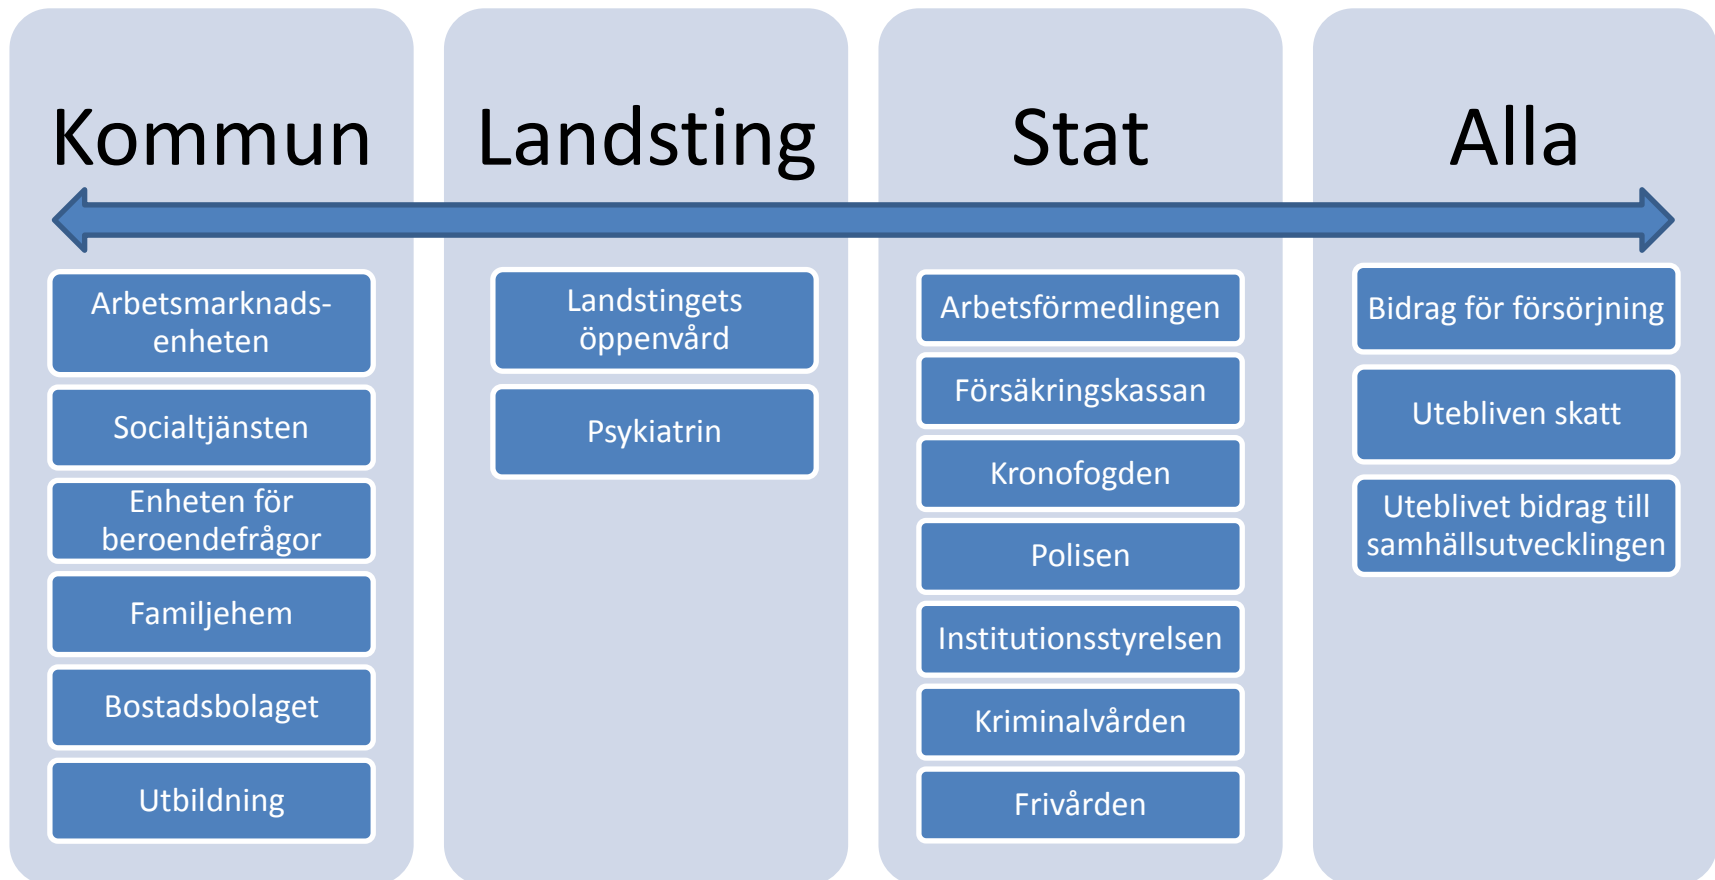 Kommun
Arbetsmarknads-
enheten
Socialtjänsten
Enheten för
beroendefrågor
Familjehem
Bostadsbolaget
Utbildning
Landsting
Landstingets
öppenvård
Psykiatrin
Stat
Arbetsförmedlingen
Försäkringskassan
Kronofogden
Polisen
Institutionsstyrelsen
Kriminalvården
Frivården
Alla
Bidrag för försörjning
Utebliven skatt
Uteblivet bidrag till
samhällsutvecklingen